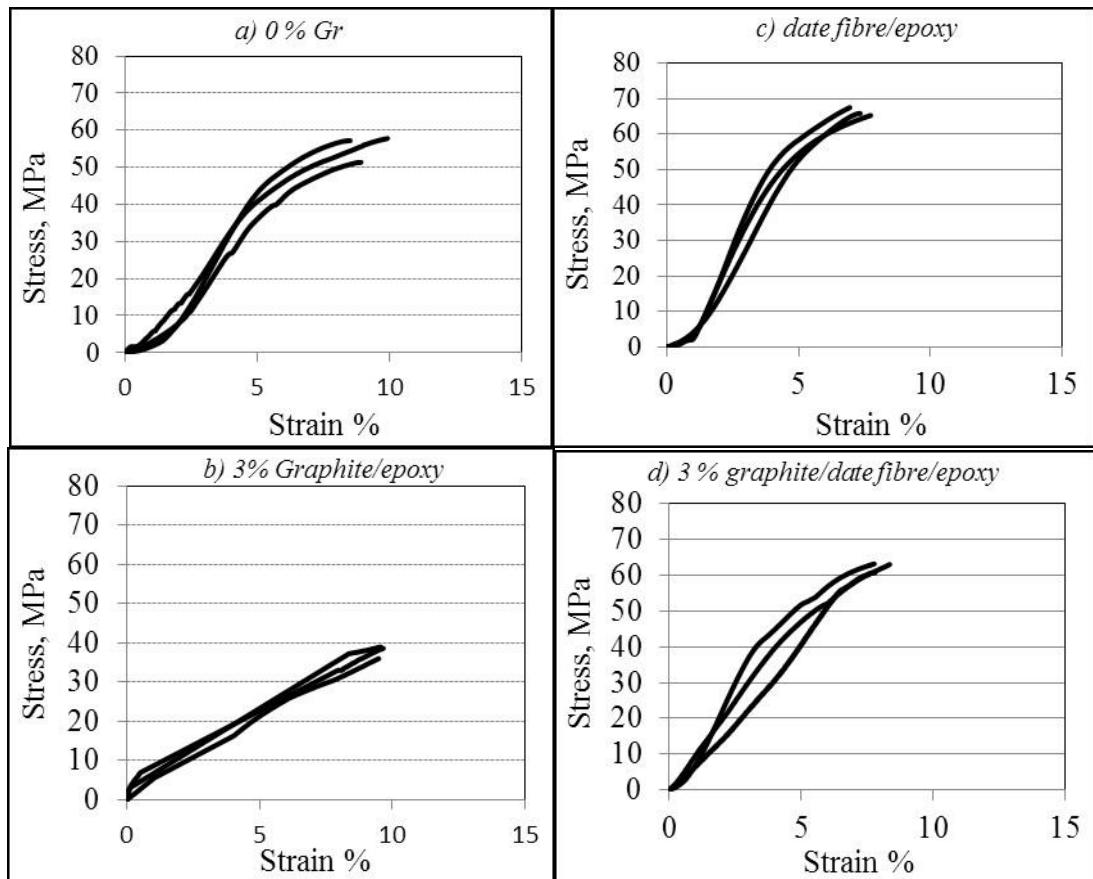 a) 0 % Gr
80
70
60
50
40
30
20
10
0
Stress, MPa
0 5 10 15
Strain %
c) date fibre/epoxy
80
70
60
50
40
30
20
10
0
Stress, MPa
0 5 10 15
Strain %
b) 3% Graphite/epoxy
80
70
60
50
40
30
20
10
0
Stress, MPa
0 5 10 15
Strain %
d) 3 % graphite/date fibre/epoxy
80
70
60
50
40
30
20
10
0
Stress, MPa
0 5 10 15
Strain %